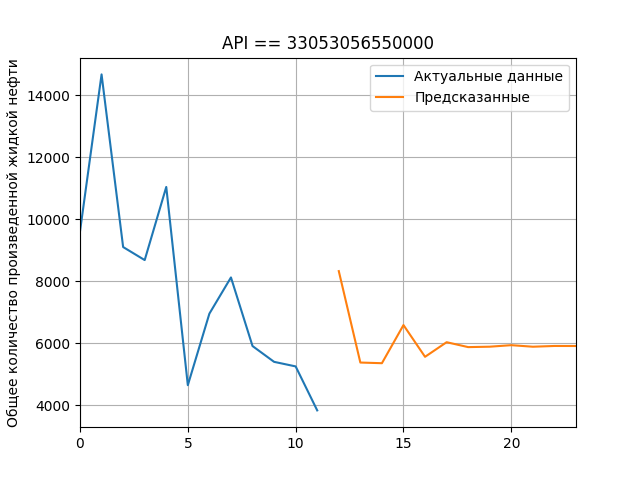 API == 33053056550000
Общее количество произведенной жидкой нефти
Актуальные данные
Предсказанные
14000
12000
10000
8000
6000
4000
0 5 10 15 20